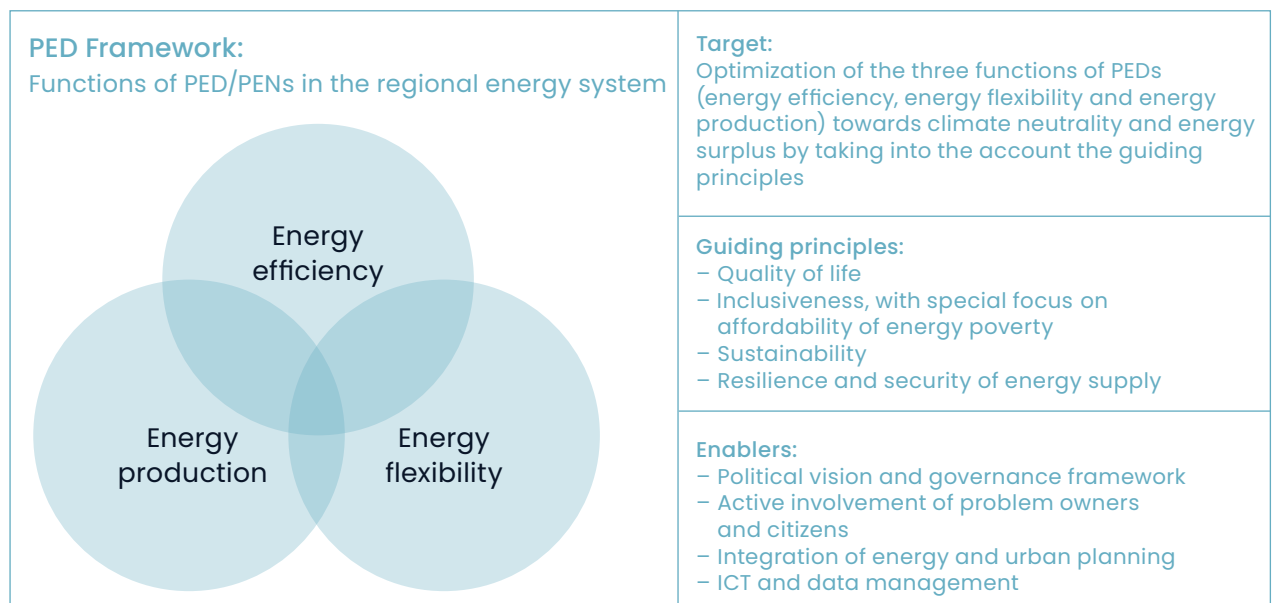 PED Framework:
Functions of PED/PENs in the regional energy system
Energy
efficiency
Energy
production
Energy
flexibility
Target:
Optimization of the three functions of PEDs
(energy efficiency, energy flexibility and energy
production) towards climate neutrality and energy
surplus by taking into the account the guiding
principles
Guiding principles:
– Quality of life
– Inclusiveness, with special focus on
affordability of energy poverty
– Sustainability
– Resilience and security of energy supply
Enablers:
– Political vision and governance framework
– Active involvement of problem owners
and citizens
– Integration of energy and urban planning
– ICT and data management